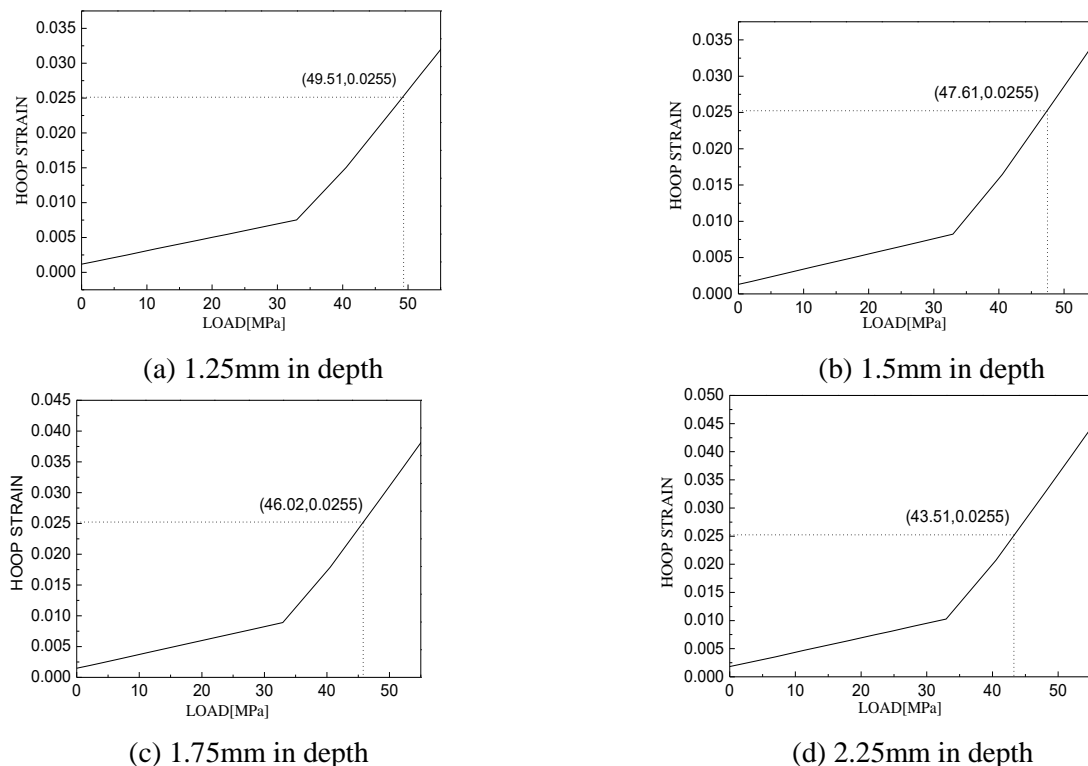 0.035
0.030
0.025
0.020
0.015
0.010
0.005
0.000
HOOP STRAIN
(49.51,0.0255)
0 10 20 30 40 50
LOAD[MPa]
(a) 1.25mm in depth
0.035
0.030
0.025
0.020
0.015
0.010
0.005
0.000
HOOP STRAIN
(47.61,0.0255)
0 10 20 30 40 50
LOAD[MPa]
(b) 1.5mm in depth
0.045
0.040
0.035
0.030
0.025
0.020
0.015
0.010
0.005
0.000
HOOP STRAIN
(46.02,0.0255)
0 10 20 30 40 50
LOAD[MPa]
(c) 1.75mm in depth
0.050
0.045
0.040
0.035
0.030
0.025
0.020
0.015
0.010
0.005
0.000
HOOP STRAIN
(43.51,0.0255)
0 10 20 30 40 50
LOAD[MPa]
(d) 2.25mm in depth